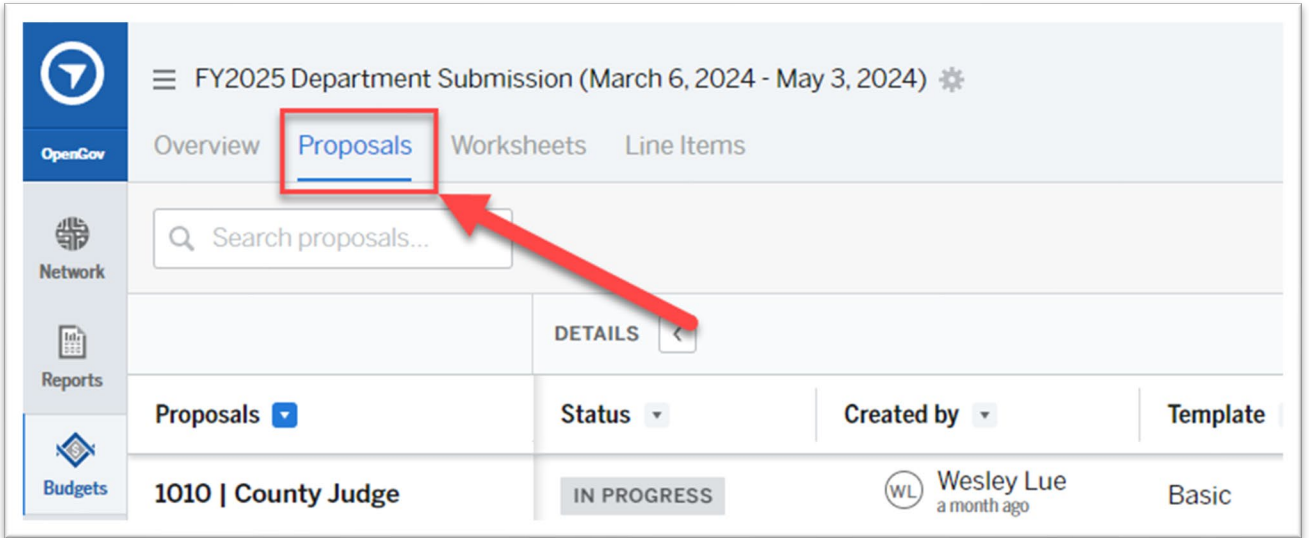 FY2025 Department Submission (March 6, 2024 - May 3, 2024)
OpenGov
Overview Proposals Worksheets Line Items
Search proposals...
Network
DETAILS
Reports
Proposals Status Created by Template
Budgets
1010 | County Judge IN PROGRESS WL Wesley Lue Basic
a month ago